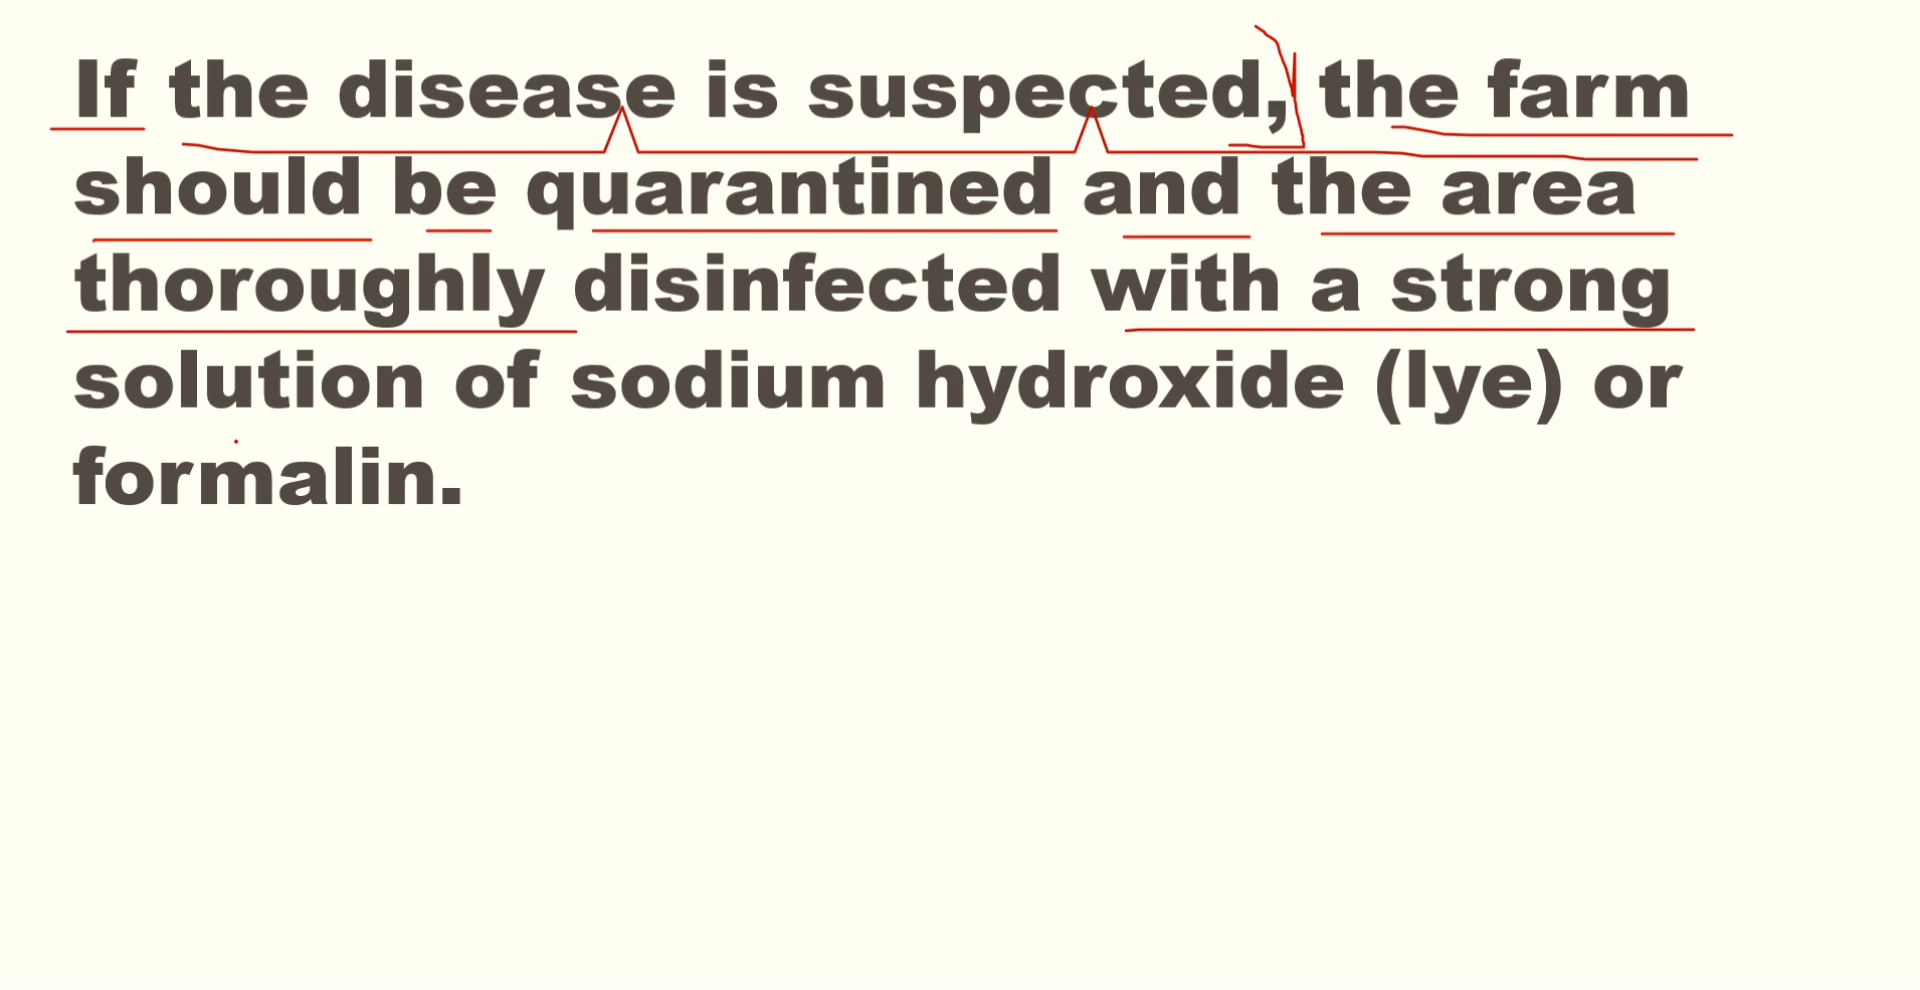 If the disease is suspected, the farm
should be quarantined and the area
thoroughly disinfected with a strong
solution of sodium hydroxide (lye) or
formalin.